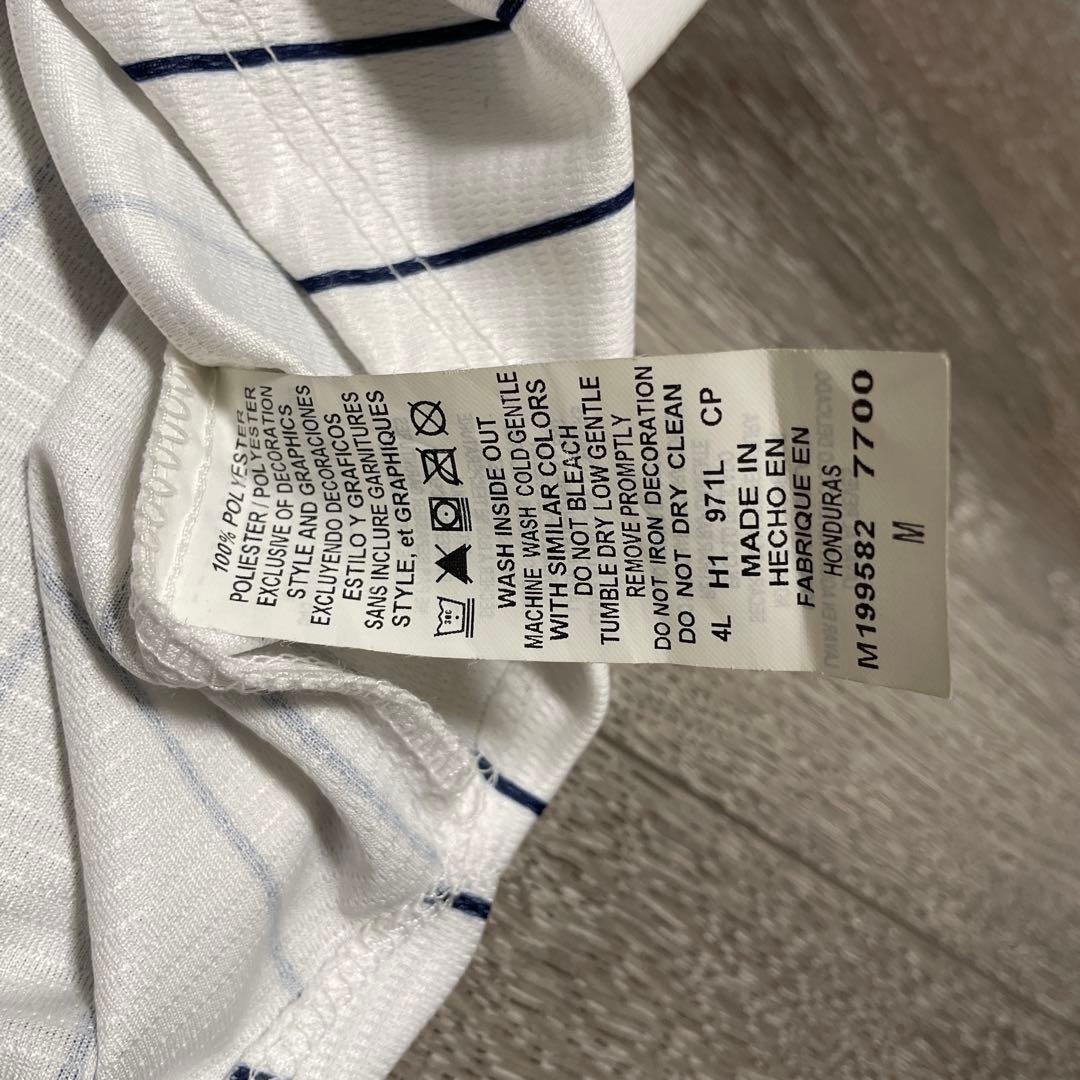 100% POLYESTER
POLIESTER / POLYESTER
EXCLUSIVE OF DECORATION
STYLE AND GRAPHICS
EXCLUYENDO DECORACIONES
ESTILO Y GRAFICOS
SANS INCLURE GARNITURES
STYLE, et GRAPHIQUES
30C
WASH INSIDE OUT
MACHINE WASH COLD GENTLE
WITH SIMILAR COLORS
DO NOT BLEACH
TUMBLE DRY LOW GENTLE
REMOVE PROMPTLY
DO NOT IRON DECORATION
DO NOT DRY CLEAN
4L H1 971L CP
MADE IN
HECHO EN
FABRIQUE EN
HONDURAS
M199582 7700
M